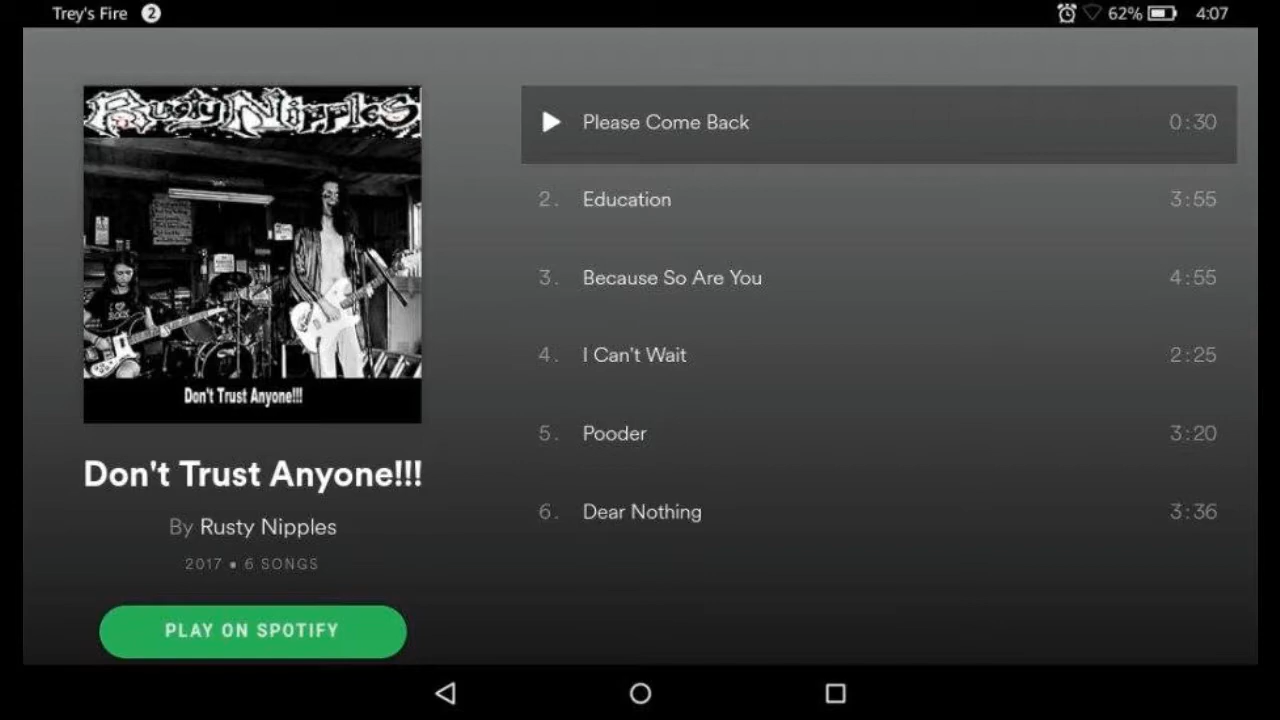 Trey's Fire 2 62% 4:07
Rusty Nipples
Don't Trust Anyone!!!
Don't Trust Anyone!!!
By Rusty Nipples
2017 • 6 SONGS
PLAY ON SPOTIFY
Please Come Back 0:30
2. Education 3:55
3. Because So Are You 4:55
4. I Can't Wait 2:25
5. Pooder 3:20
6. Dear Nothing 3:36